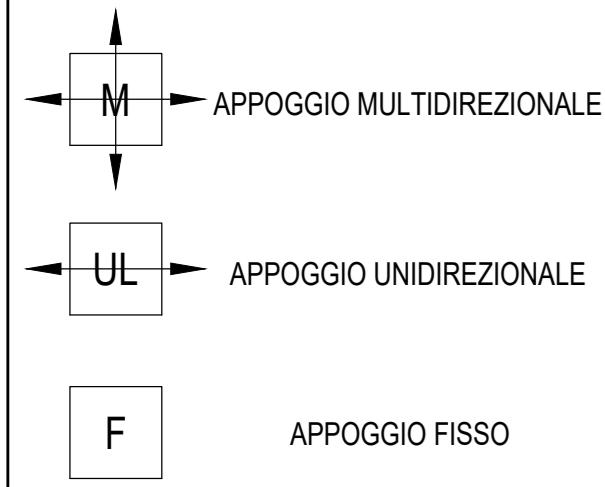 M APPOGGIO MULTIDIREZIONALE
UL APPOGGIO UNIDIREZIONALE
F APPOGGIO FISSO